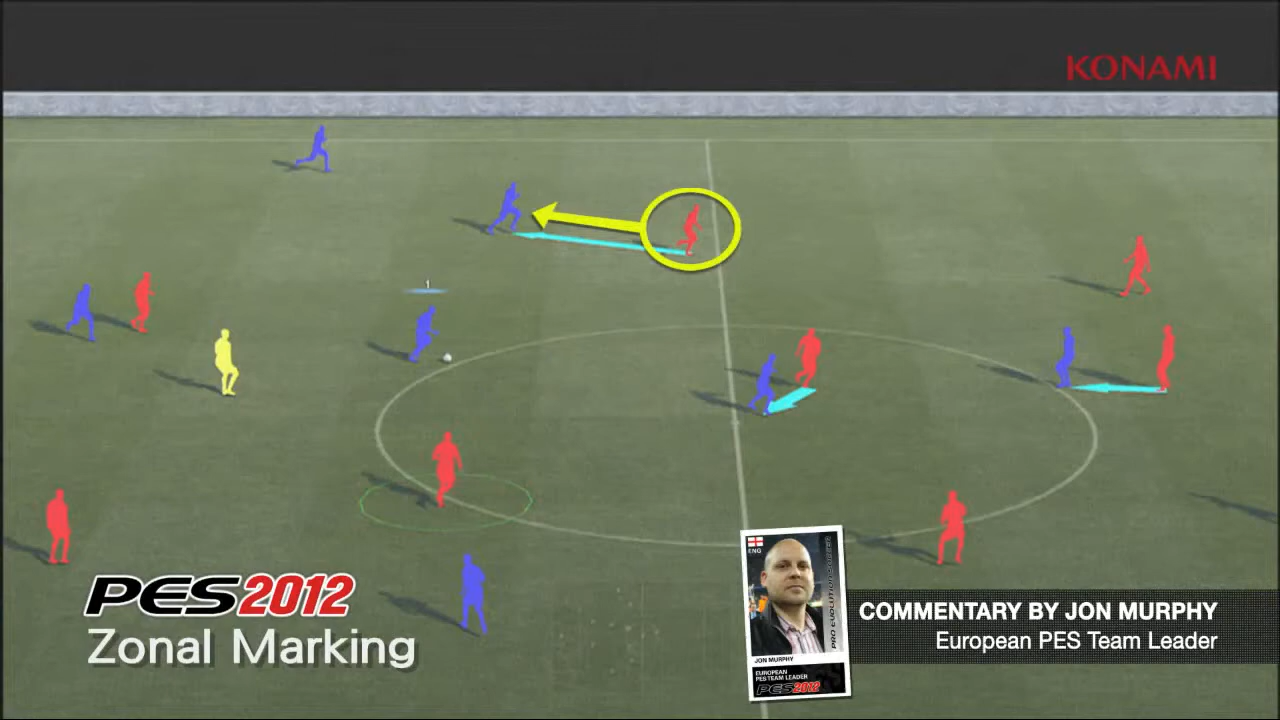 KONAMI
1
PES2012
Zonal Marking
ENG
PRO EVOLUTION SOCCER
JON MURPHY
EUROPEAN
PES TEAM LEADER
PES2012
COMMENTARY BY JON MURPHY
European PES Team Leader